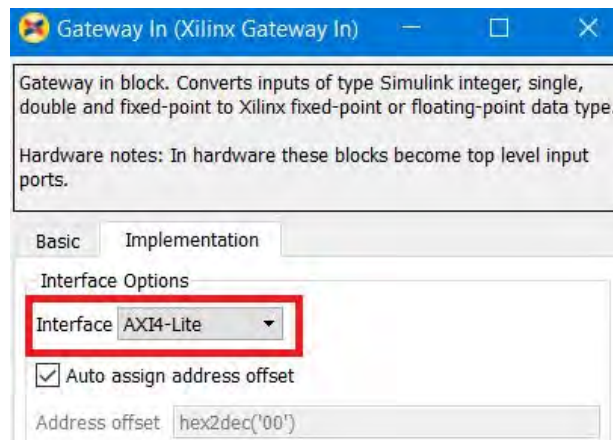 Gateway In (Xilinx Gateway In)
Gateway in block. Converts inputs of type Simulink integer, single,
double and fixed-point to Xilinx fixed-point or floating-point data type.
Hardware notes: In hardware these blocks become top level input
ports.
Basic Implementation
Interface Options
Interface AXI4-Lite
Auto assign address offset
Address offset hex2dec('00')